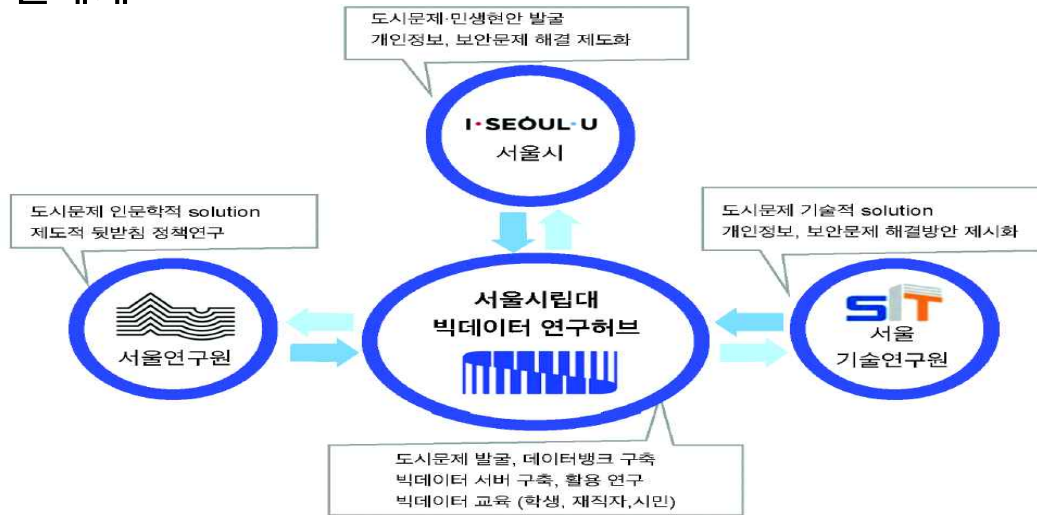 도시문제·민생현안 발굴
개인정보, 보안문제 해결 제도화
I·SEOUL·U
서울시
도시문제 인문학적 solution
제도적 뒷받침 정책연구
도시문제 기술적 solution
개인정보, 보안문제 해결방안 제시화
서울연구원
서울시립대
빅데이터 연구허브
SIT
서울
기술연구원
도시문제 발굴, 데이터뱅크 구축
빅데이터 서버 구축, 활용 연구
빅데이터 교육 (학생, 재직자,시민)